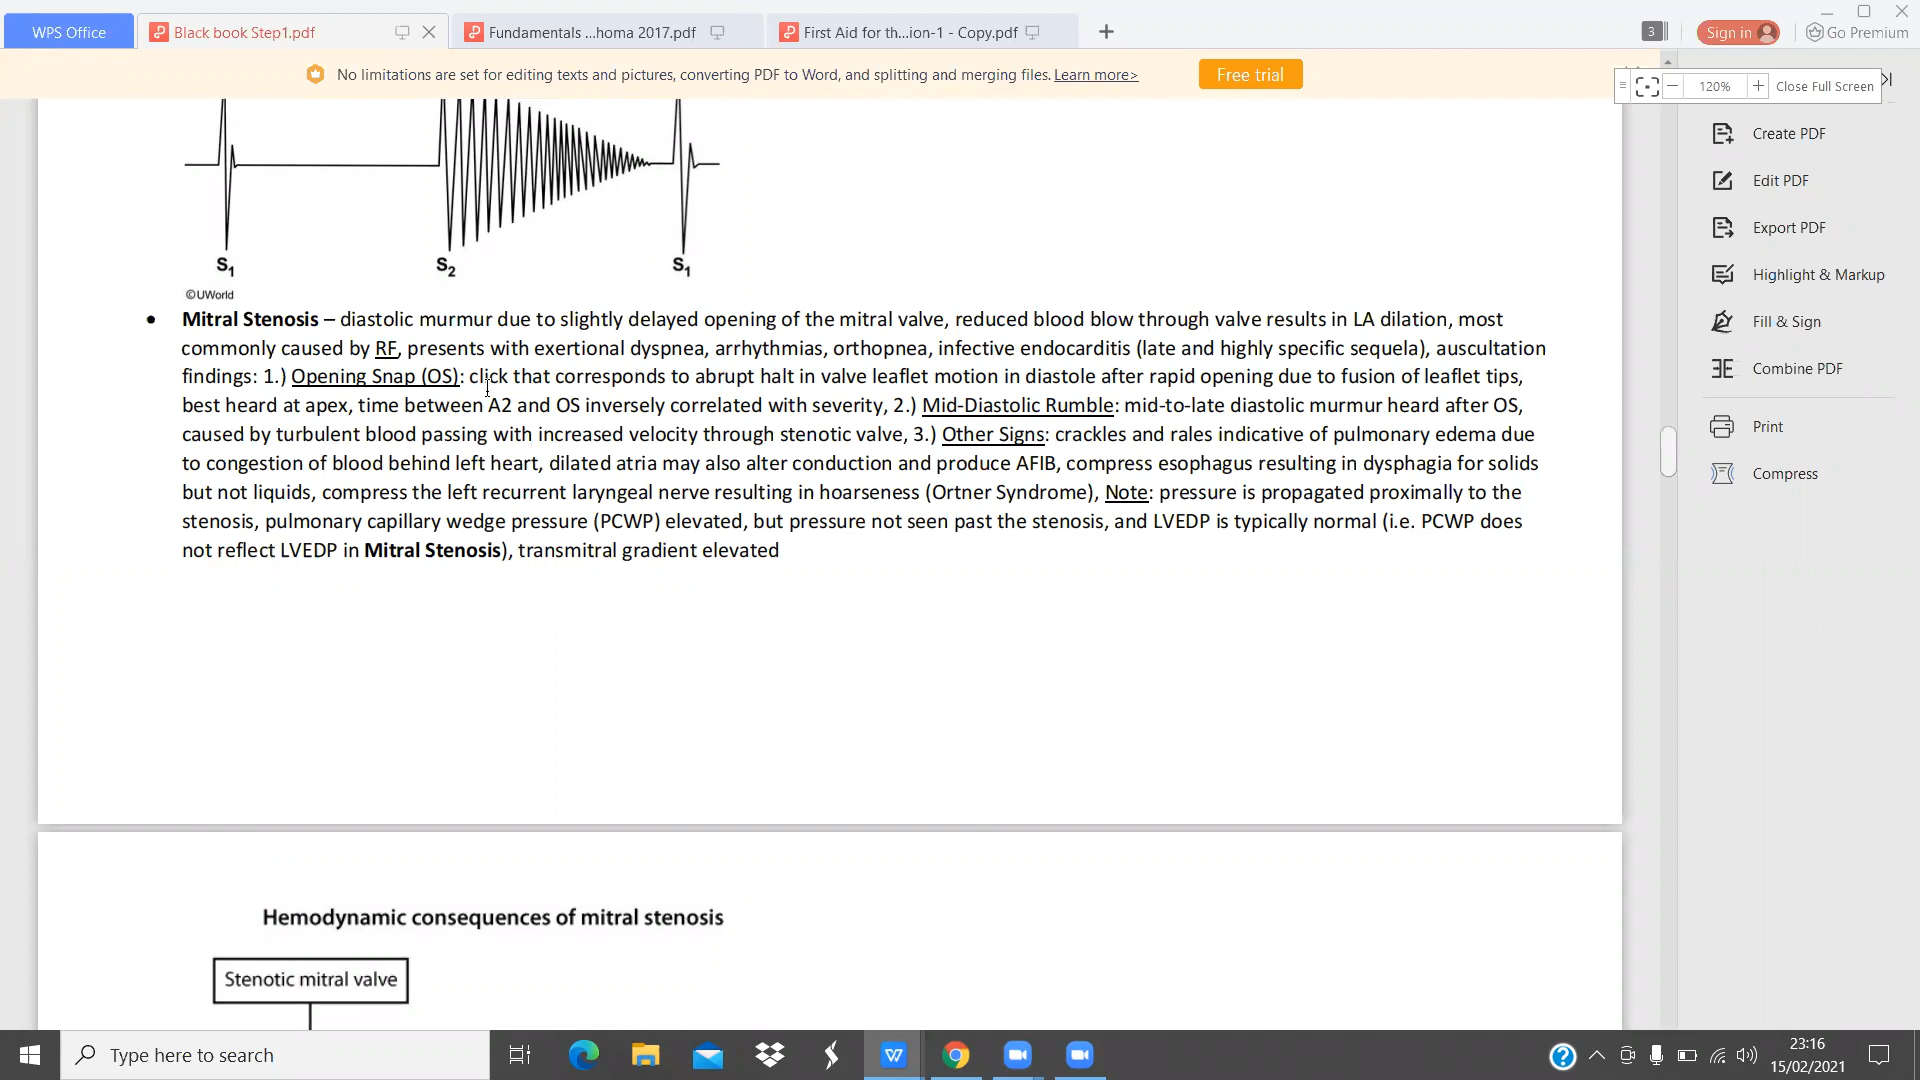 WPS Office
Black book Step1.pdf
Fundamentals ...homa 2017.pdf
First Aid for th...ion-1 - Copy.pdf
3
Sign in
Go Premium
No limitations are set for editing texts and pictures, converting PDF to Word, and splitting and merging files. Learn more>
Free trial
120%
Close Full Screen
Create PDF
Edit PDF
Export PDF
Highlight & Markup
Fill & Sign
Combine PDF
Print
Compress
S1
S2
S1
©UWorld
• Mitral Stenosis – diastolic murmur due to slightly delayed opening of the mitral valve, reduced blood blow through valve results in LA dilation, most
commonly caused by RF, presents with exertional dyspnea, arrhythmias, orthopnea, infective endocarditis (late and highly specific sequela), auscultation
findings: 1.) Opening Snap (OS): click that corresponds to abrupt halt in valve leaflet motion in diastole after rapid opening due to fusion of leaflet tips,
best heard at apex, time between A2 and OS inversely correlated with severity, 2.) Mid-Diastolic Rumble: mid-to-late diastolic murmur heard after OS,
caused by turbulent blood passing with increased velocity through stenotic valve, 3.) Other Signs: crackles and rales indicative of pulmonary edema due
to congestion of blood behind left heart, dilated atria may also alter conduction and produce AFIB, compress esophagus resulting in dysphagia for solids
but not liquids, compress the left recurrent laryngeal nerve resulting in hoarseness (Ortner Syndrome), Note: pressure is propagated proximally to the
stenosis, pulmonary capillary wedge pressure (PCWP) elevated, but pressure not seen past the stenosis, and LVEDP is typically normal (i.e. PCWP does
not reflect LVEDP in Mitral Stenosis), transmitral gradient elevated
Hemodynamic consequences of mitral stenosis
Stenotic mitral valve
Type here to search
23:16
15/02/2021